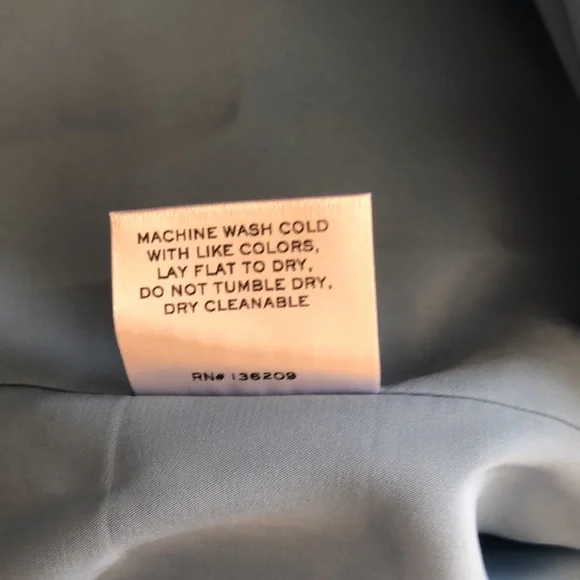 MACHINE WASH COLD
WITH LIKE COLORS,
LAY FLAT TO DRY,
DO NOT TUMBLE DRY,
DRY CLEANABLE
RN# 136209